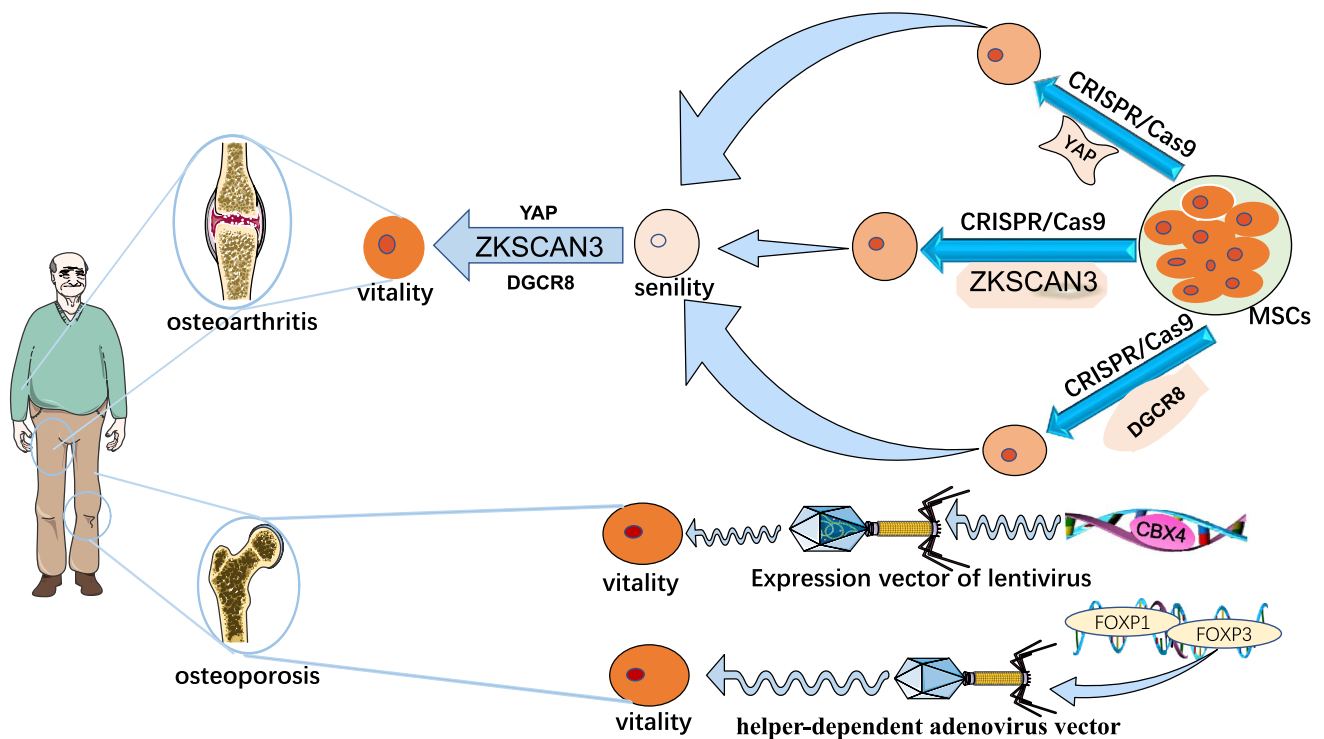 CRISPR/Cas9
YAP
YAP
ZKSCAN3
DGCR8
vitality
senility
CRISPR/Cas9
ZKSCAN3
MSCs
osteoarthritis
CRISPR/Cas9
DGCR8
CBX4
vitality
Expression vector of lentivirus
FOXP1
FOXP3
osteoporosis
vitality
helper-dependent adenovirus vector